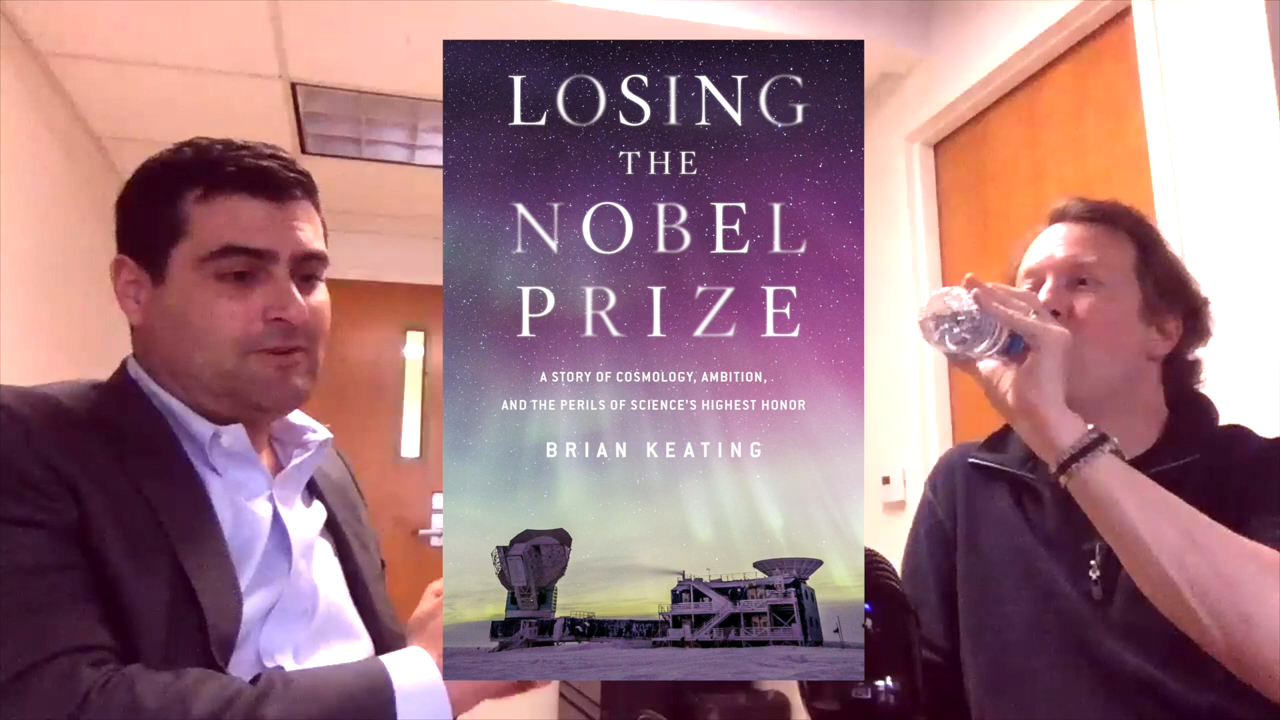 LOSING
THE
NOBEL
PRIZE
A STORY OF COSMOLOGY, AMBITION,
AND THE PERILS OF SCIENCE'S HIGHEST HONOR
BRIAN KEATING